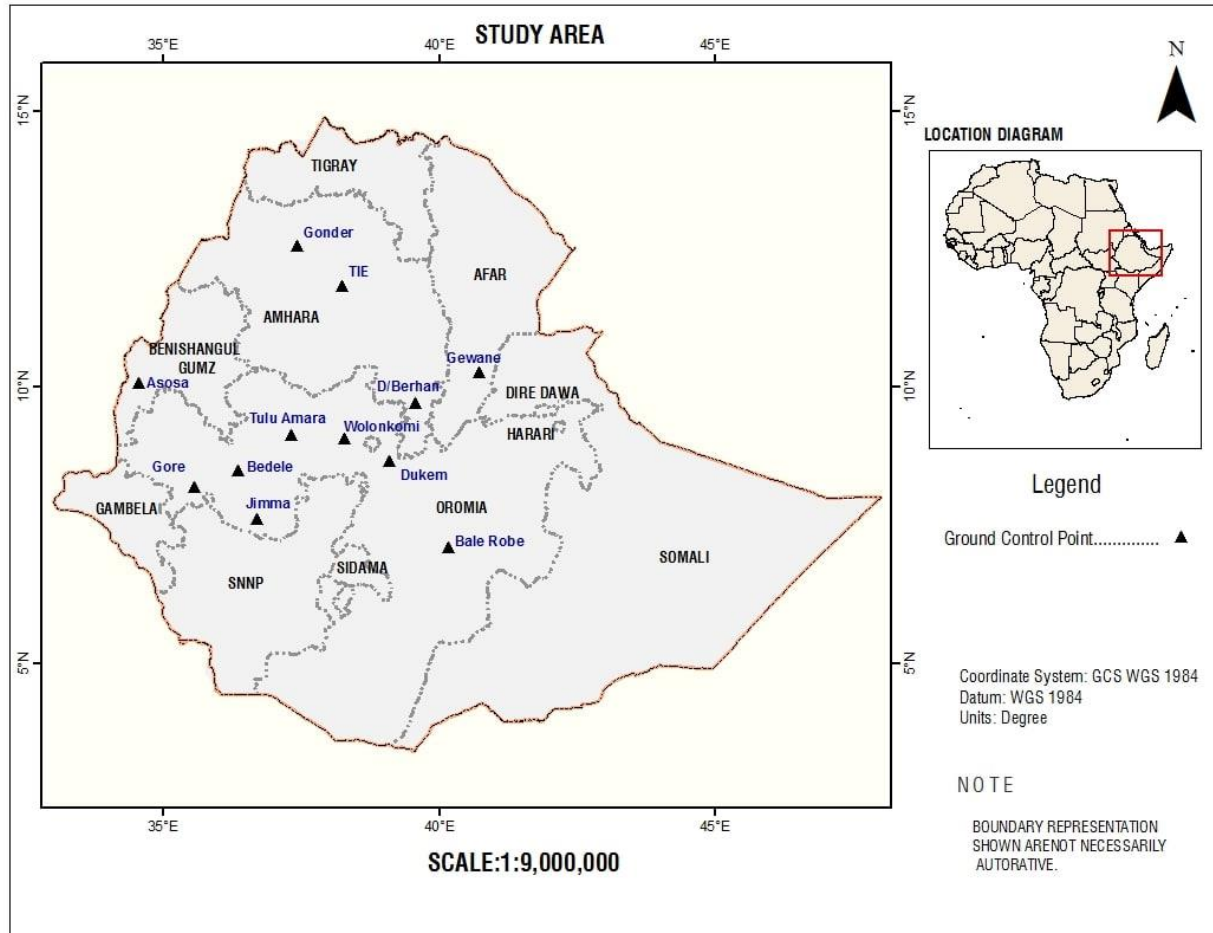 STUDY AREA
35°E
40°E
45°E
N
15°N
15°N
LOCATION DIAGRAM
TIGRAY
Gonder
TIE
AFAR
AMHARA
BENISHANGUL
GUMZ
Gewane
10°N
Asosa
D/Berhan
DIRE DAWA
10°N
Tulu Amara
Wolonkomi
HARARI
Gore
Bedele
Dukem
GAMBELA
Jimma
OROMIA
Bale Robe
SOMALI
SNNP
SIDAMA
Legend
Ground Control Point..............
5°N
5°N
Coordinate System: GCS WGS 1984
Datum: WGS 1984
Units: Degree
NOTE
BOUNDARY REPRESENTATION
SHOWN ARENOT NECESSARILY
AUTORATIVE.
35°E
40°E
45°E
SCALE:1:9,000,000